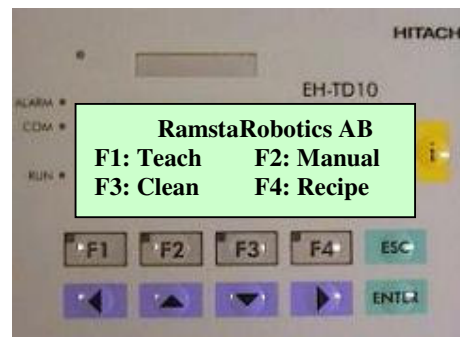 HITACH
EH-TD10
ALARM
COM
RUN
RamstaRobotics AB
F1: Teach F2: Manual
F3: Clean F4: Recipe
i
F1 F2 F3 F4 ESC
ENTER